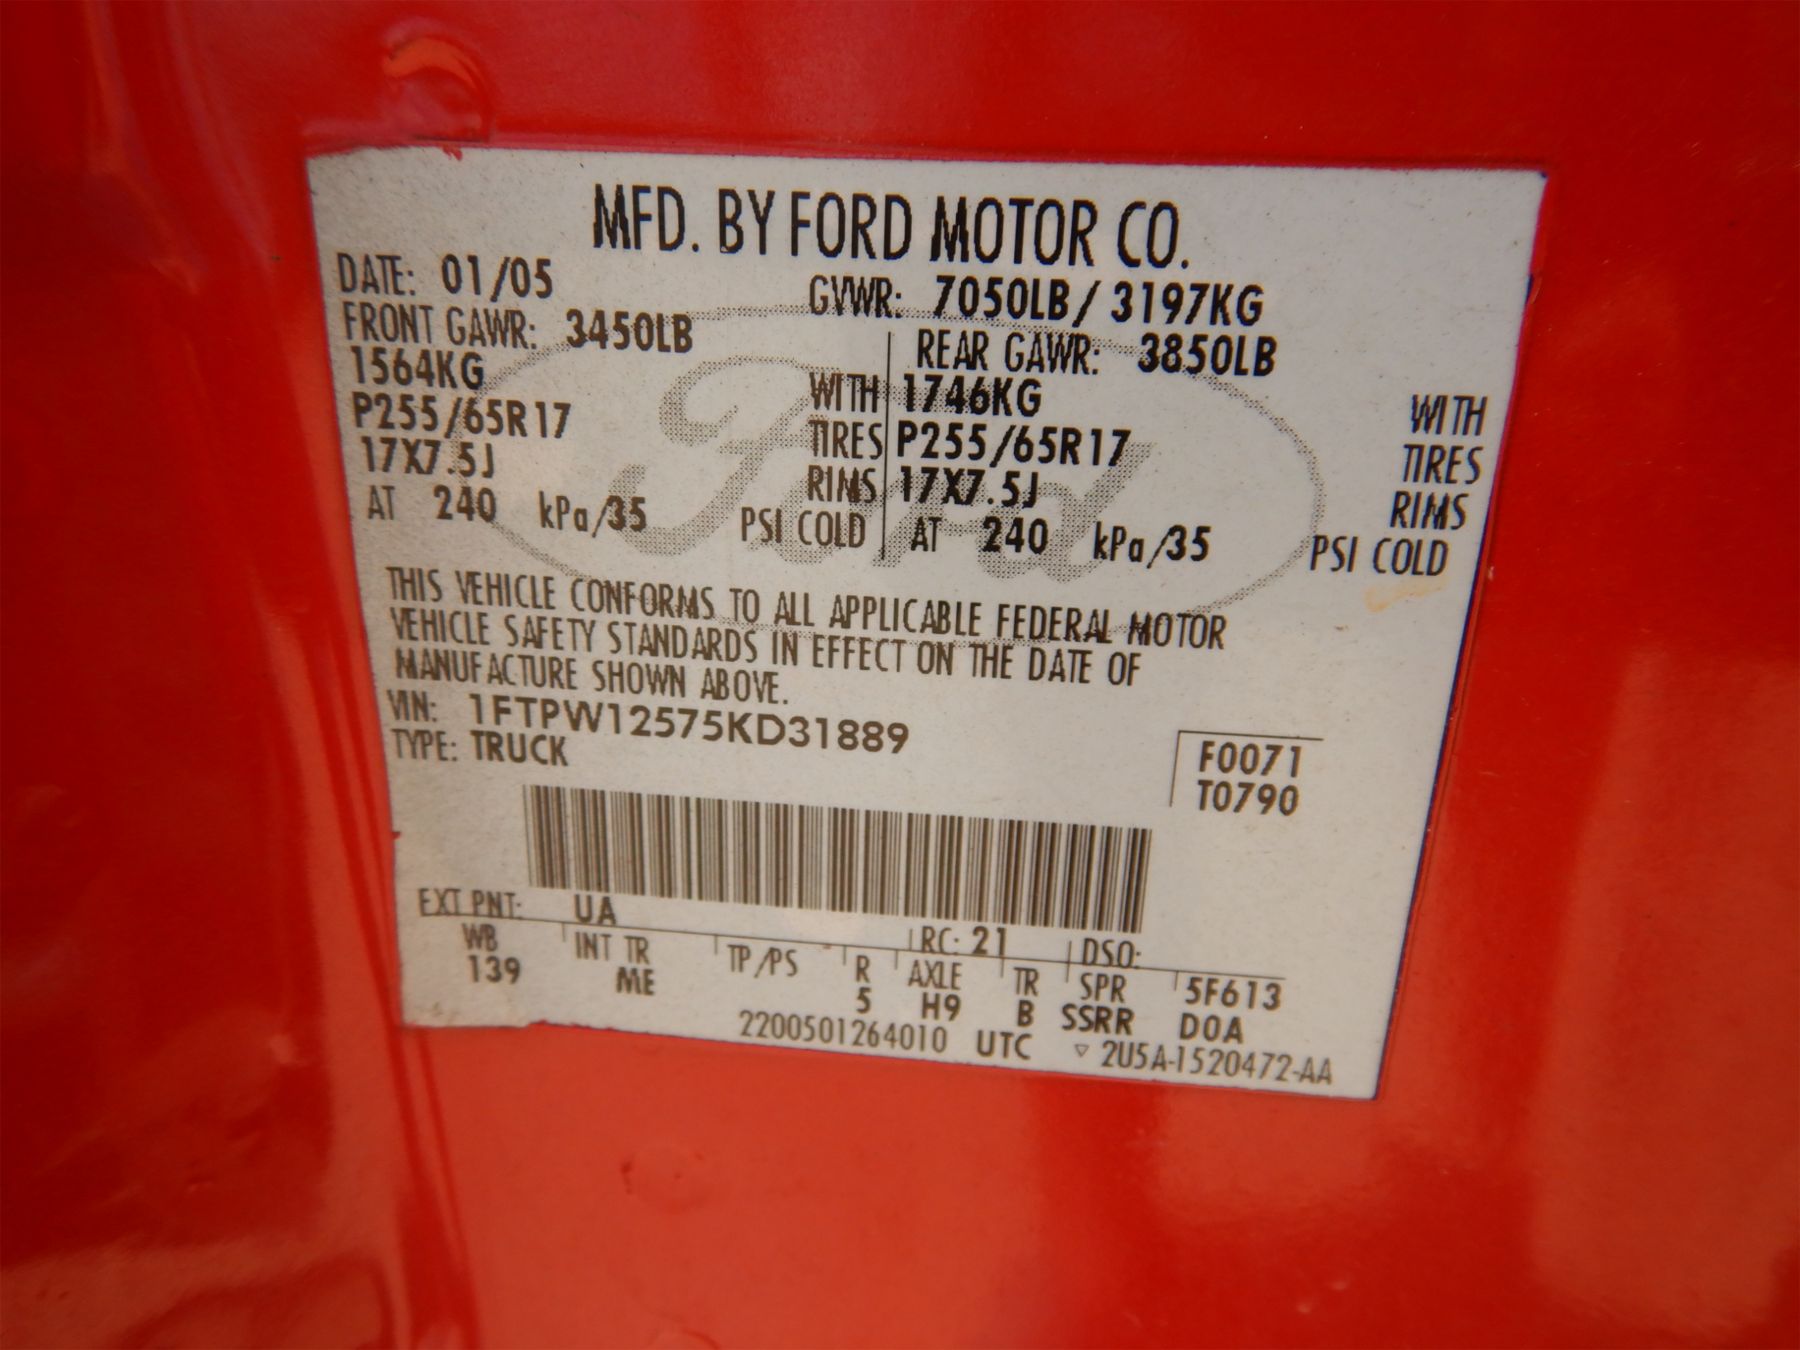 MFD. BY FORD MOTOR CO.
DATE: 01/05 GVWR: 7050LB/ 3197KG
FRONT GAWR: 3450LB REAR GAWR: 3850LB
1564KG WITH 1746KG WITH
P255/65R17 TIRES P255/65R17 TIRES
17X7.5J RIMS 17X7.5J RIMS
AT 240 kPa/35 PSI COLD AT 240 kPa/35 PSI COLD
Ford
THIS VEHICLE CONFORMS TO ALL APPLICABLE FEDERAL MOTOR
VEHICLE SAFETY STANDARDS IN EFFECT ON THE DATE OF
MANUFACTURE SHOWN ABOVE.
VIN: 1FTPW12575KD31889
TYPE: TRUCK
F0071
T0790
EXT PNT: UA RC: 21 DSO:
WB INT TR TP/PS R AXLE TR SPR 5F613
139 ME 5 H9 B SSRR D0A
2200501264010 UTC ▽ 2U5A-1520472-AA